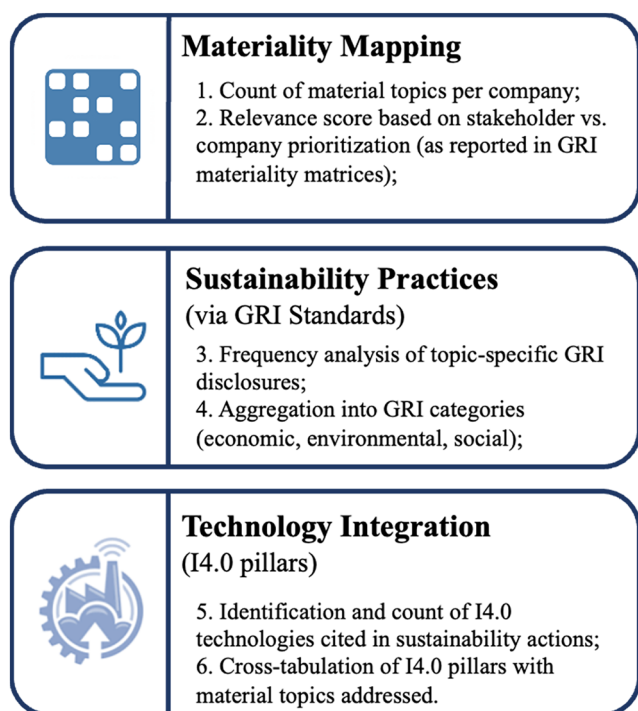 Materiality Mapping
1. Count of material topics per company;
2. Relevance score based on stakeholder vs.
company prioritization (as reported in GRI
materiality matrices);
Sustainability Practices
(via GRI Standards)
3. Frequency analysis of topic-specific GRI
disclosures;
4. Aggregation into GRI categories
(economic, environmental, social);
Technology Integration
(I4.0 pillars)
5. Identification and count of I4.0
technologies cited in sustainability actions;
6. Cross-tabulation of I4.0 pillars with
material topics addressed.